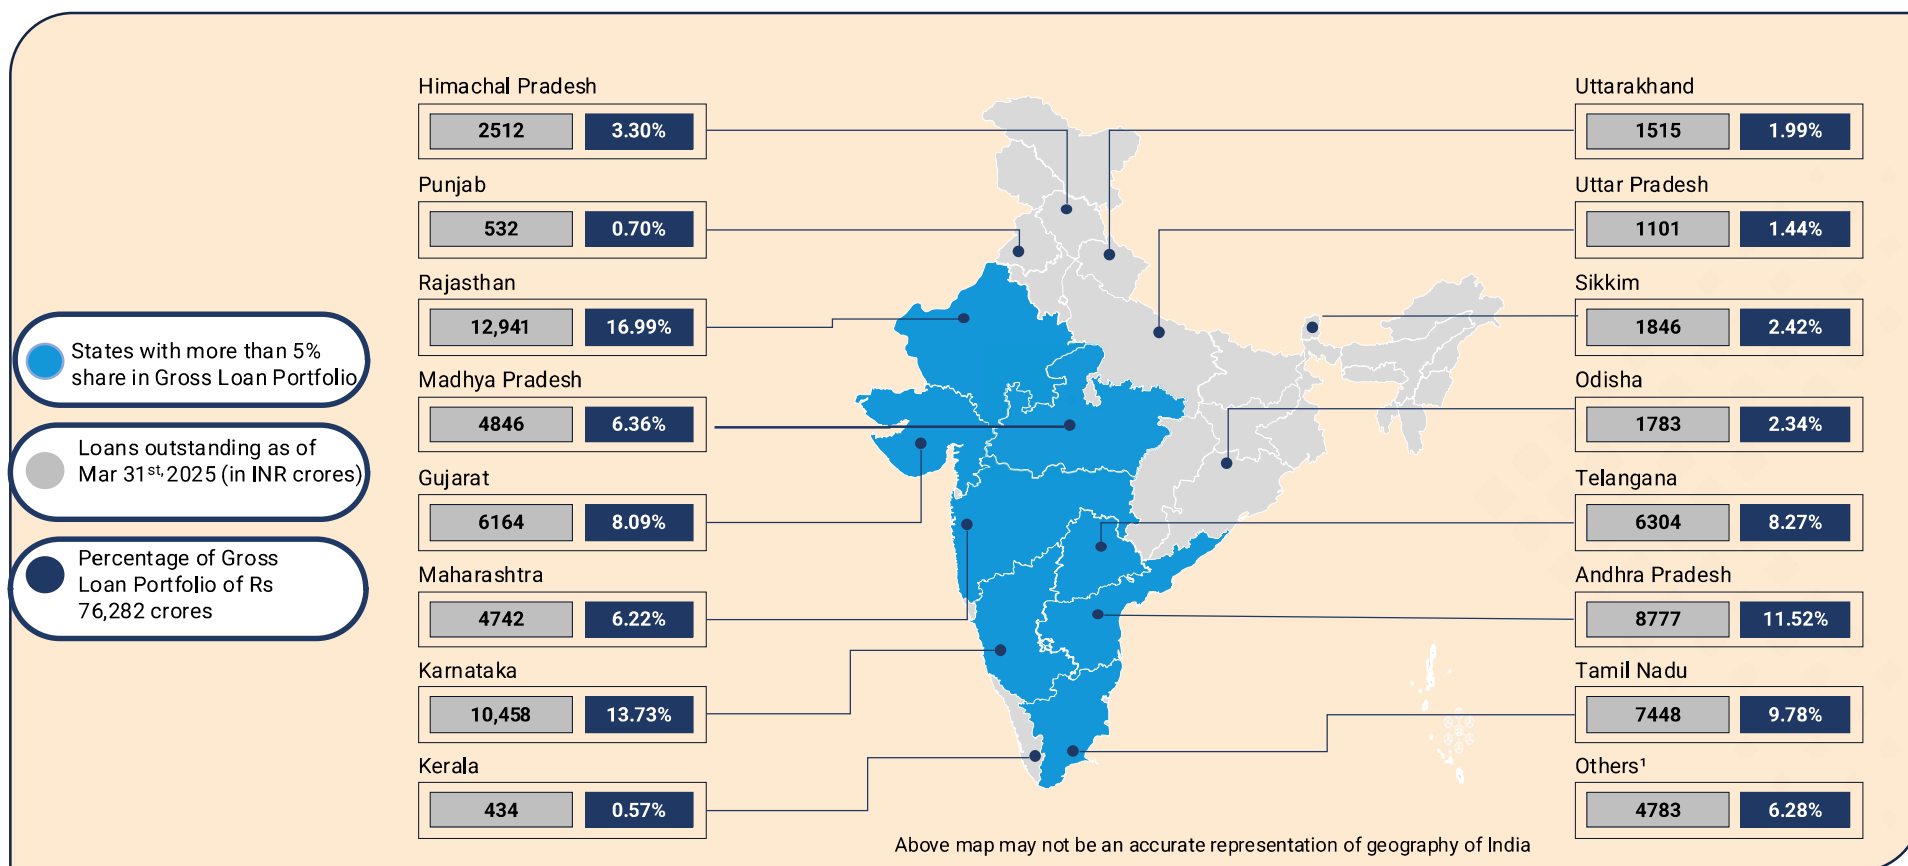 States with more than 5%
share in Gross Loan Portfolio
Loans outstanding as of
Mar 31st, 2025 (in INR crores)
Percentage of Gross
Loan Portfolio of Rs
76,282 crores
Himachal Pradesh
2512 3.30%
Punjab
532 0.70%
Rajasthan
12,941 16.99%
Madhya Pradesh
4846 6.36%
Gujarat
6164 8.09%
Maharashtra
4742 6.22%
Karnataka
10,458 13.73%
Kerala
434 0.57%
Uttarakhand
1515 1.99%
Uttar Pradesh
1101 1.44%
Sikkim
1846 2.42%
Odisha
1783 2.34%
Telangana
6304 8.27%
Andhra Pradesh
8777 11.52%
Tamil Nadu
7448 9.78%
Others¹
4783 6.28%
Above map may not be an accurate representation of geography of India